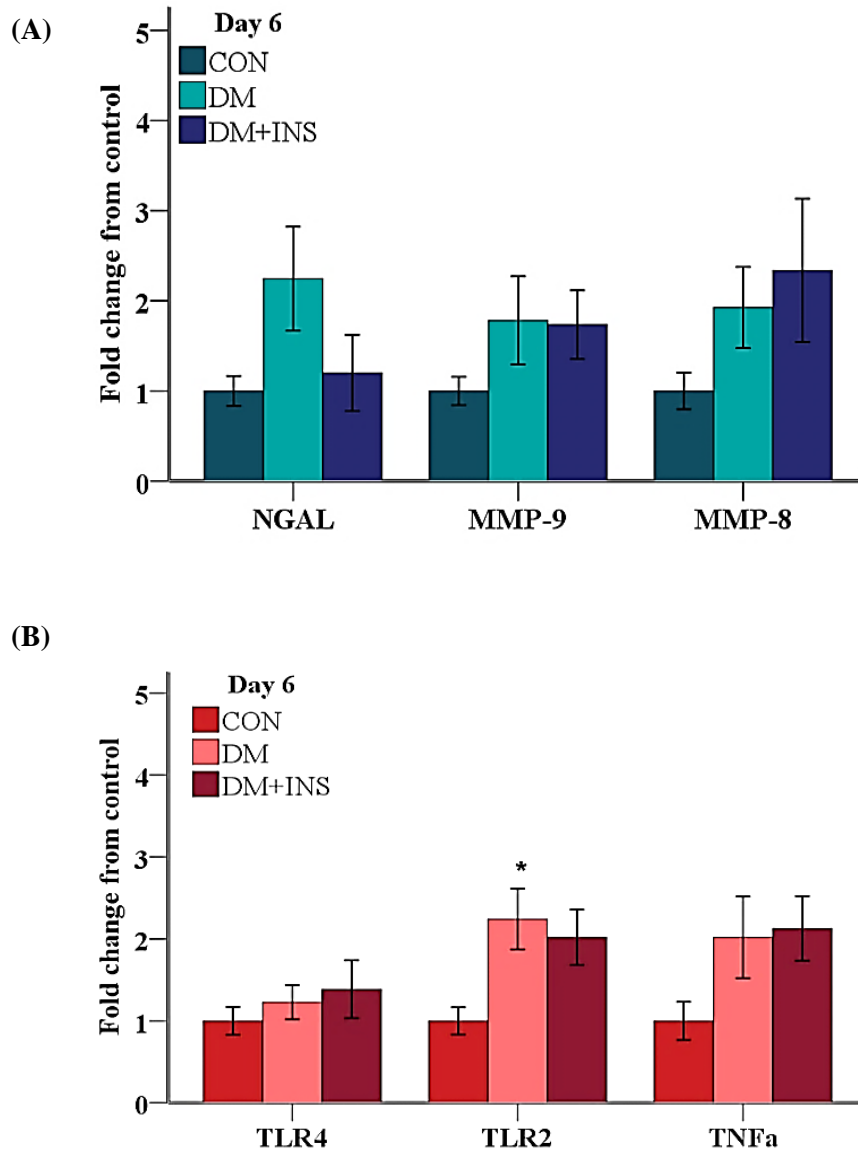 (A)
Day 6
CON
DM
DM+INS
Fold change from control
5
4
3
2
1
0
NGAL MMP-9 MMP-8
(B)
Day 6
CON
DM
DM+INS
Fold change from control
5
4
3
2
1
0
*
TLR4 TLR2 TNFa